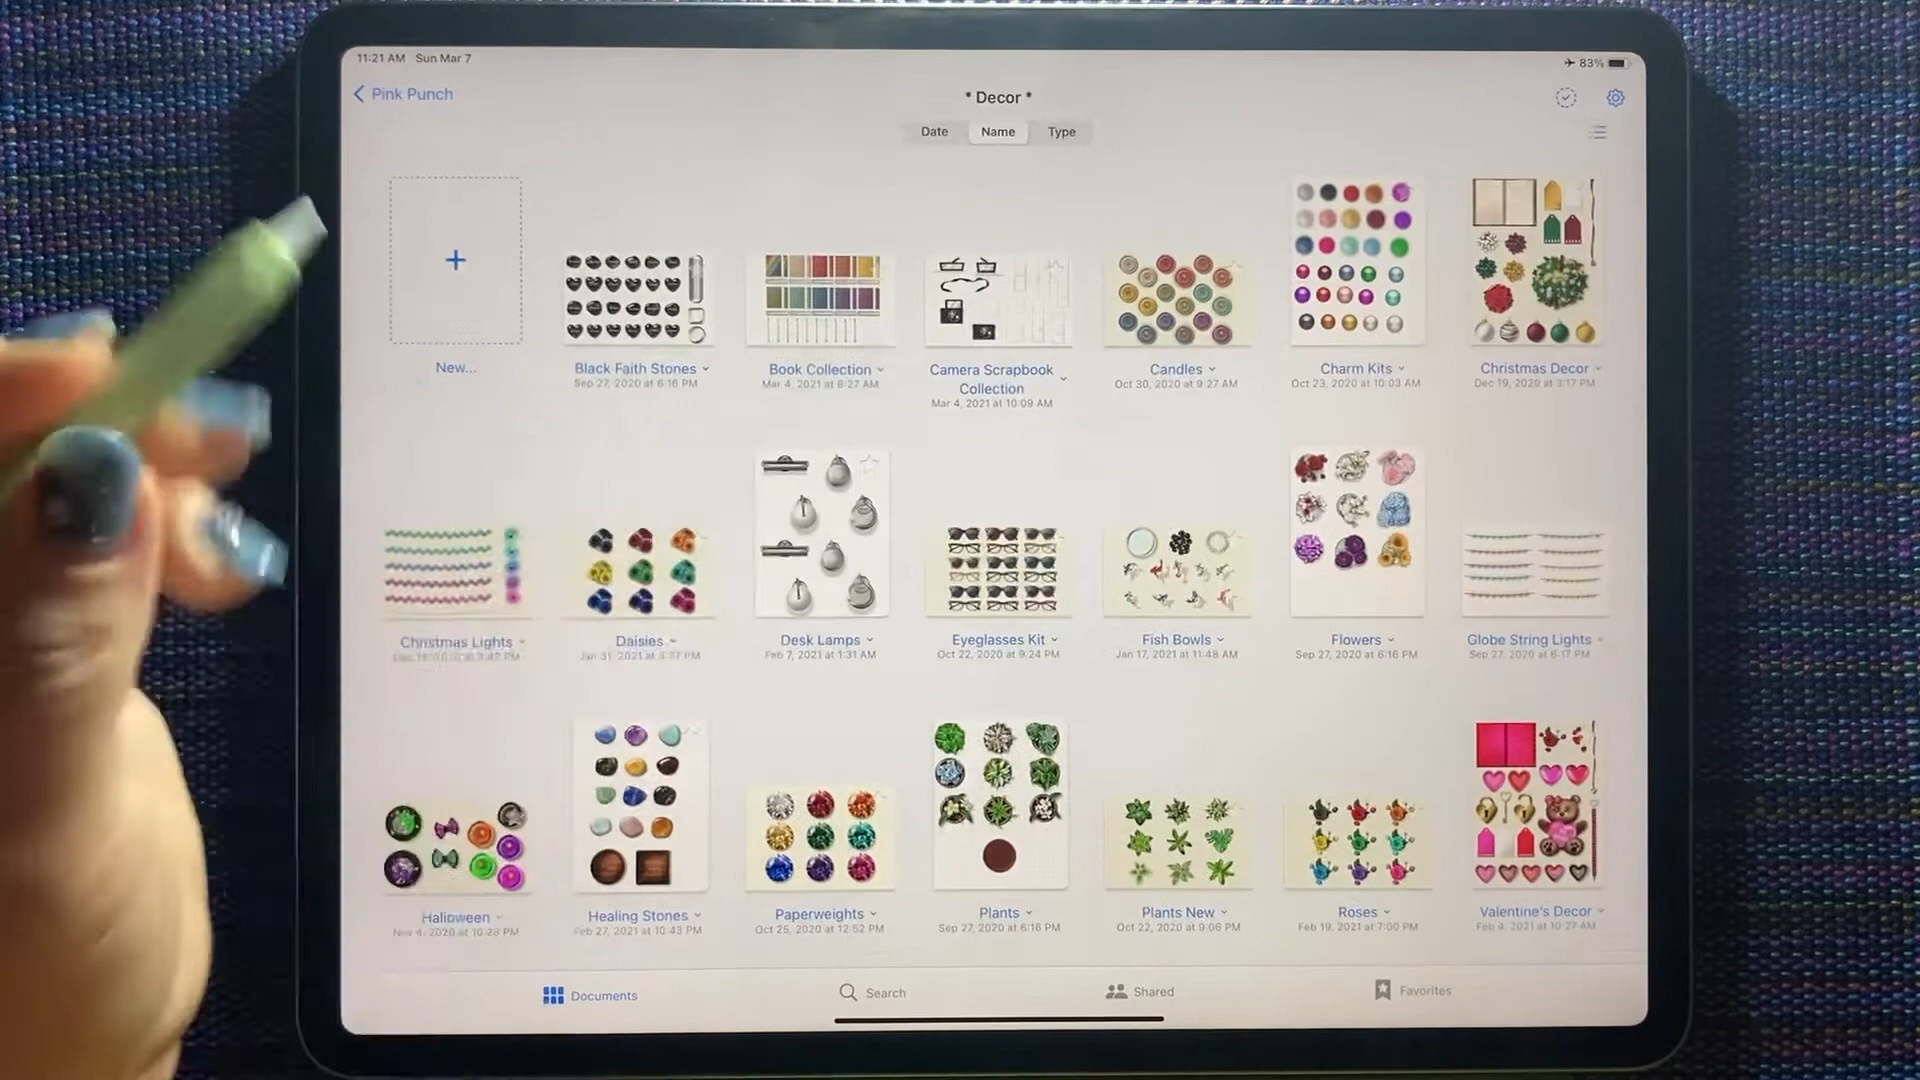 11:21 AM Sun Mar 7
83%
Pink Punch
* Decor *
Date Name Type
New...
Black Faith Stones
Sep 27, 2020 at 6:16 PM
Book Collection
Mar 4, 2021 at 8:27 AM
Camera Scrapbook
Collection
Mar 4, 2021 at 10:09 AM
Candles
Oct 30, 2020 at 9:27 AM
Charm Kits
Oct 23, 2020 at 10:03 AM
Christmas Decor
Dec 19, 2020 at 3:17 PM
Christmas Lights
Daisies
Desk Lamps
Feb 7, 2021 at 1:31 AM
Eyeglasses Kit
Oct 22, 2020 at 9:24 PM
Fish Bowls
Jan 17, 2021 at 11:48 AM
Flowers
Sep 27, 2020 at 6:16 PM
Globe String Lights
Sep 27, 2020 at 6:17 PM
Halloween
Nov 4, 2020 at 10:26 PM
Healing Stones
Feb 27, 2021 at 10:43 PM
Paperweights
Oct 25, 2020 at 12:52 PM
Plants
Sep 27, 2020 at 6:16 PM
Plants New
Oct 22, 2020 at 9:06 PM
Roses
Feb 19, 2021 at 7:00 PM
Valentine's Decor
Feb 4, 2021 at 10:27 AM
Documents Search Shared Favorites